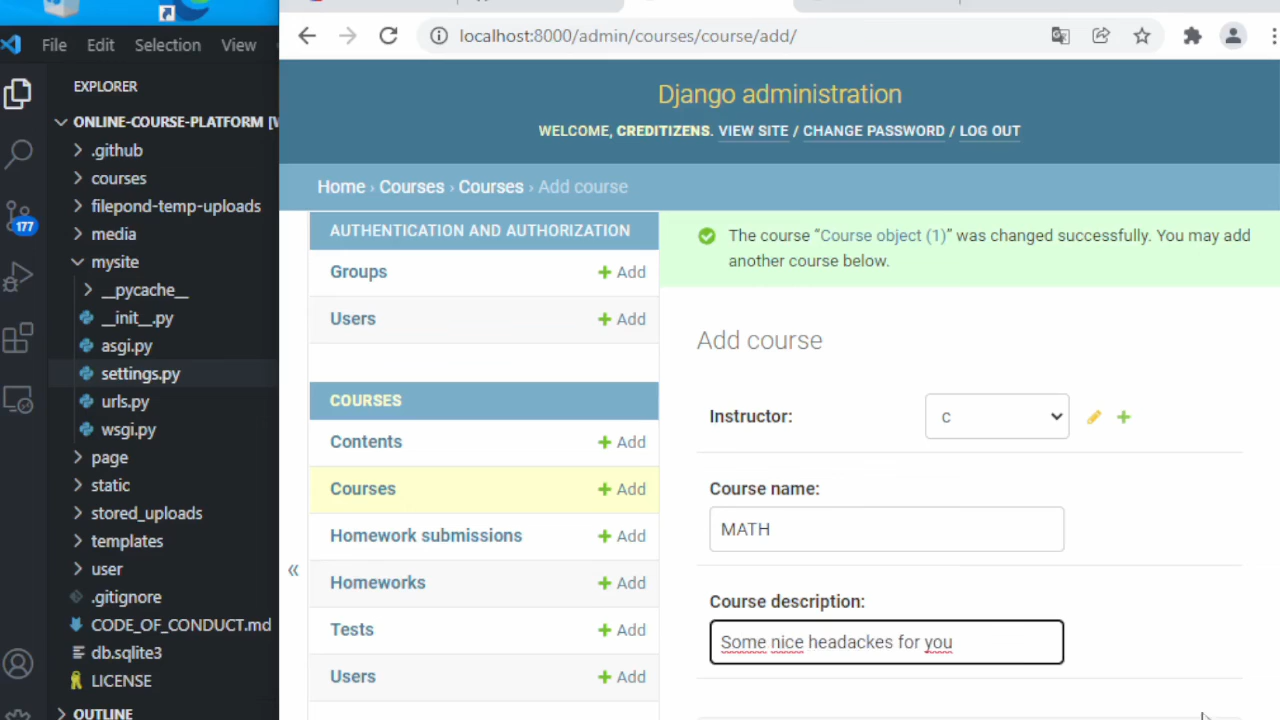 File Edit Selection View
EXPLORER
ONLINE-COURSE-PLATFORM
.github
courses
filepond-temp-uploads
177
media
mysite
__pycache__
__init__.py
asgi.py
settings.py
urls.py
wsgi.py
page
static
stored_uploads
templates
user
.gitignore
CODE_OF_CONDUCT.md
db.sqlite3
LICENSE
OUTLINE
localhost:8000/admin/courses/course/add/
Django administration
WELCOME, CREDITIZENS. VIEW SITE / CHANGE PASSWORD / LOG OUT
Home › Courses › Courses › Add course
AUTHENTICATION AND AUTHORIZATION
Groups + Add
Users + Add
COURSES
Contents + Add
Courses + Add
Homework submissions + Add
«
Homeworks + Add
Tests + Add
Users + Add
The course “Course object (1)” was changed successfully. You may add
another course below.
Add course
Instructor: c
Course name:
MATH
Course description:
Some nice headackes for you